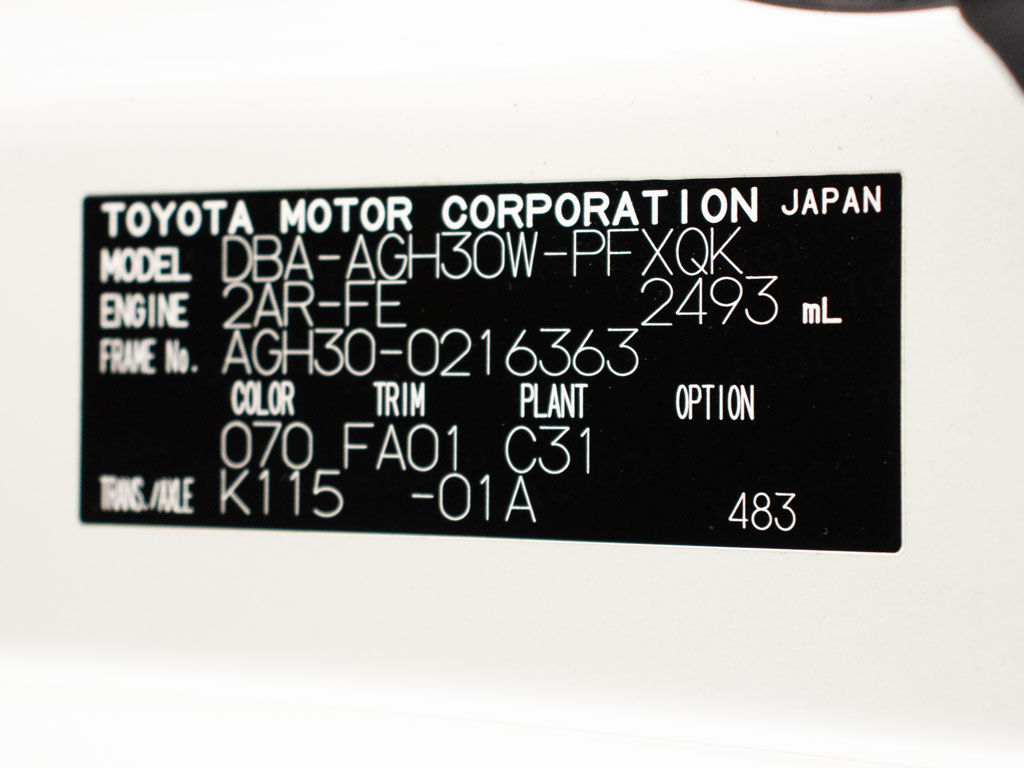 TOYOTA MOTOR CORPORATION JAPAN
MODEL DBA-AGH30W-PFXQK
ENGINE 2AR-FE 2493 mL
FRAME No. AGH30-0216363
COLOR TRIM PLANT OPTION
070 FA01 C31
TRANS./AXLE K115 -01A 483